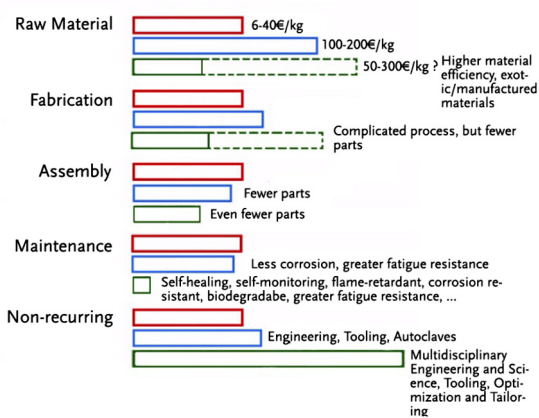 Raw Material
6-40€/kg
100-200€/kg
50-300€/kg ?
Higher material
efficiency, exot-
ic/manufactured
materials
Fabrication
Complicated process, but fewer
parts
Assembly
Fewer parts
Even fewer parts
Maintenance
Less corrosion, greater fatigue resistance
Self-healing, self-monitoring, flame-retardant, corrosion re-
sistant, biodegradabe, greater fatigue resistance, ...
Non-recurring
Engineering, Tooling, Autoclaves
Multidisciplinary
Engineering and Sci-
ence, Tooling, Opti-
mization and Tailor-
ing